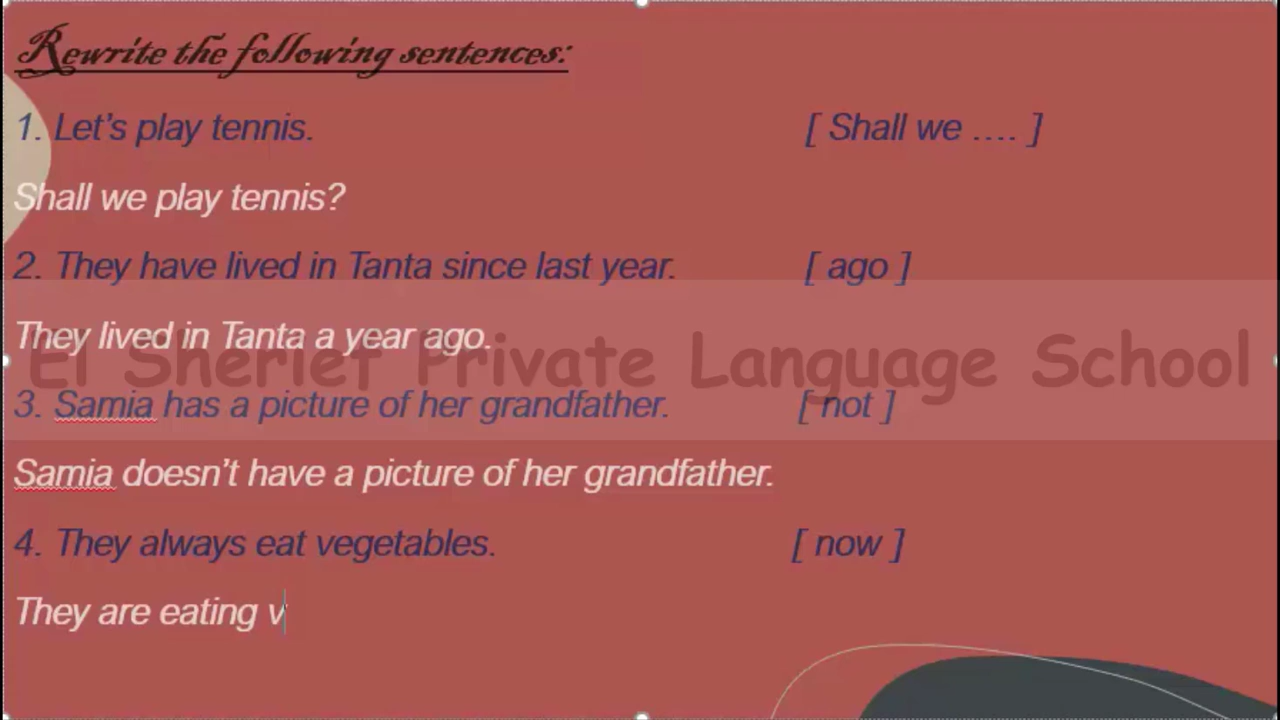 Rewrite the following sentences:
1. Let's play tennis. [ Shall we .... ]
Shall we play tennis?
2. They have lived in Tanta since last year. [ ago ]
They lived in Tanta a year ago.
El Sherief Private Language School
3. Samia has a picture of her grandfather. [ not ]
Samia doesn't have a picture of her grandfather.
4. They always eat vegetables. [ now ]
They are eating v